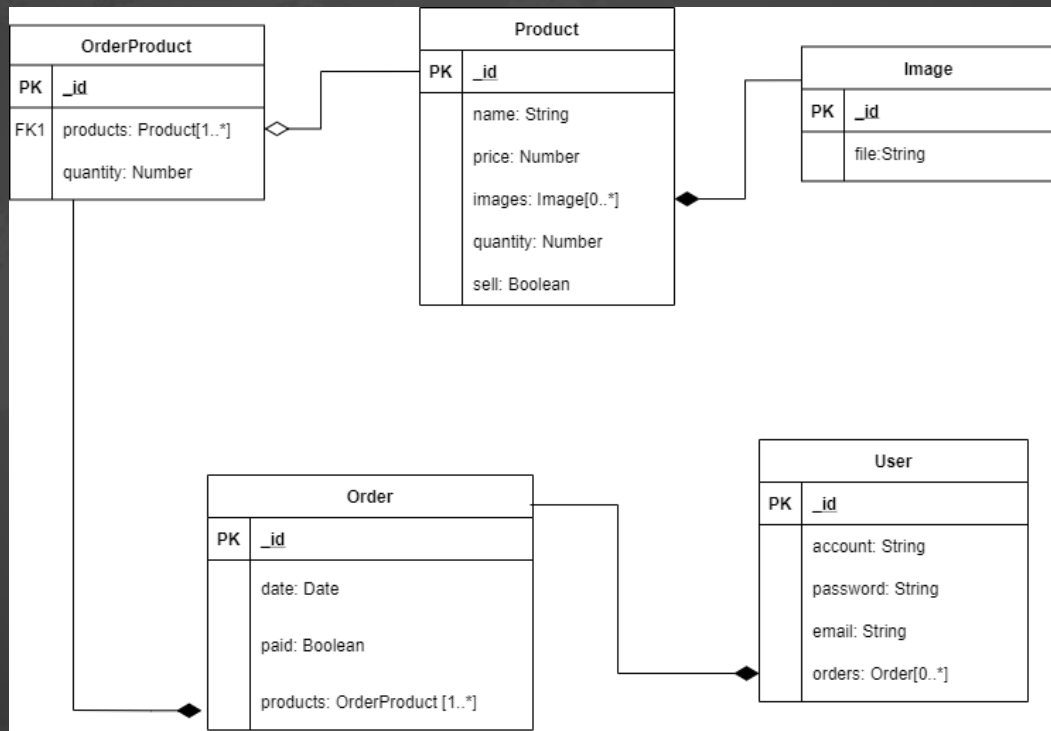 OrderProduct
PK _id
FK1 products: Product[1..*]
quantity: Number
Product
PK _id
name: String
price: Number
images: Image[0..*]
quantity: Number
sell: Boolean
Image
PK _id
file:String
Order
PK _id
date: Date
paid: Boolean
products: OrderProduct [1..*]
User
PK _id
account: String
password: String
email: String
orders: Order[0..*]